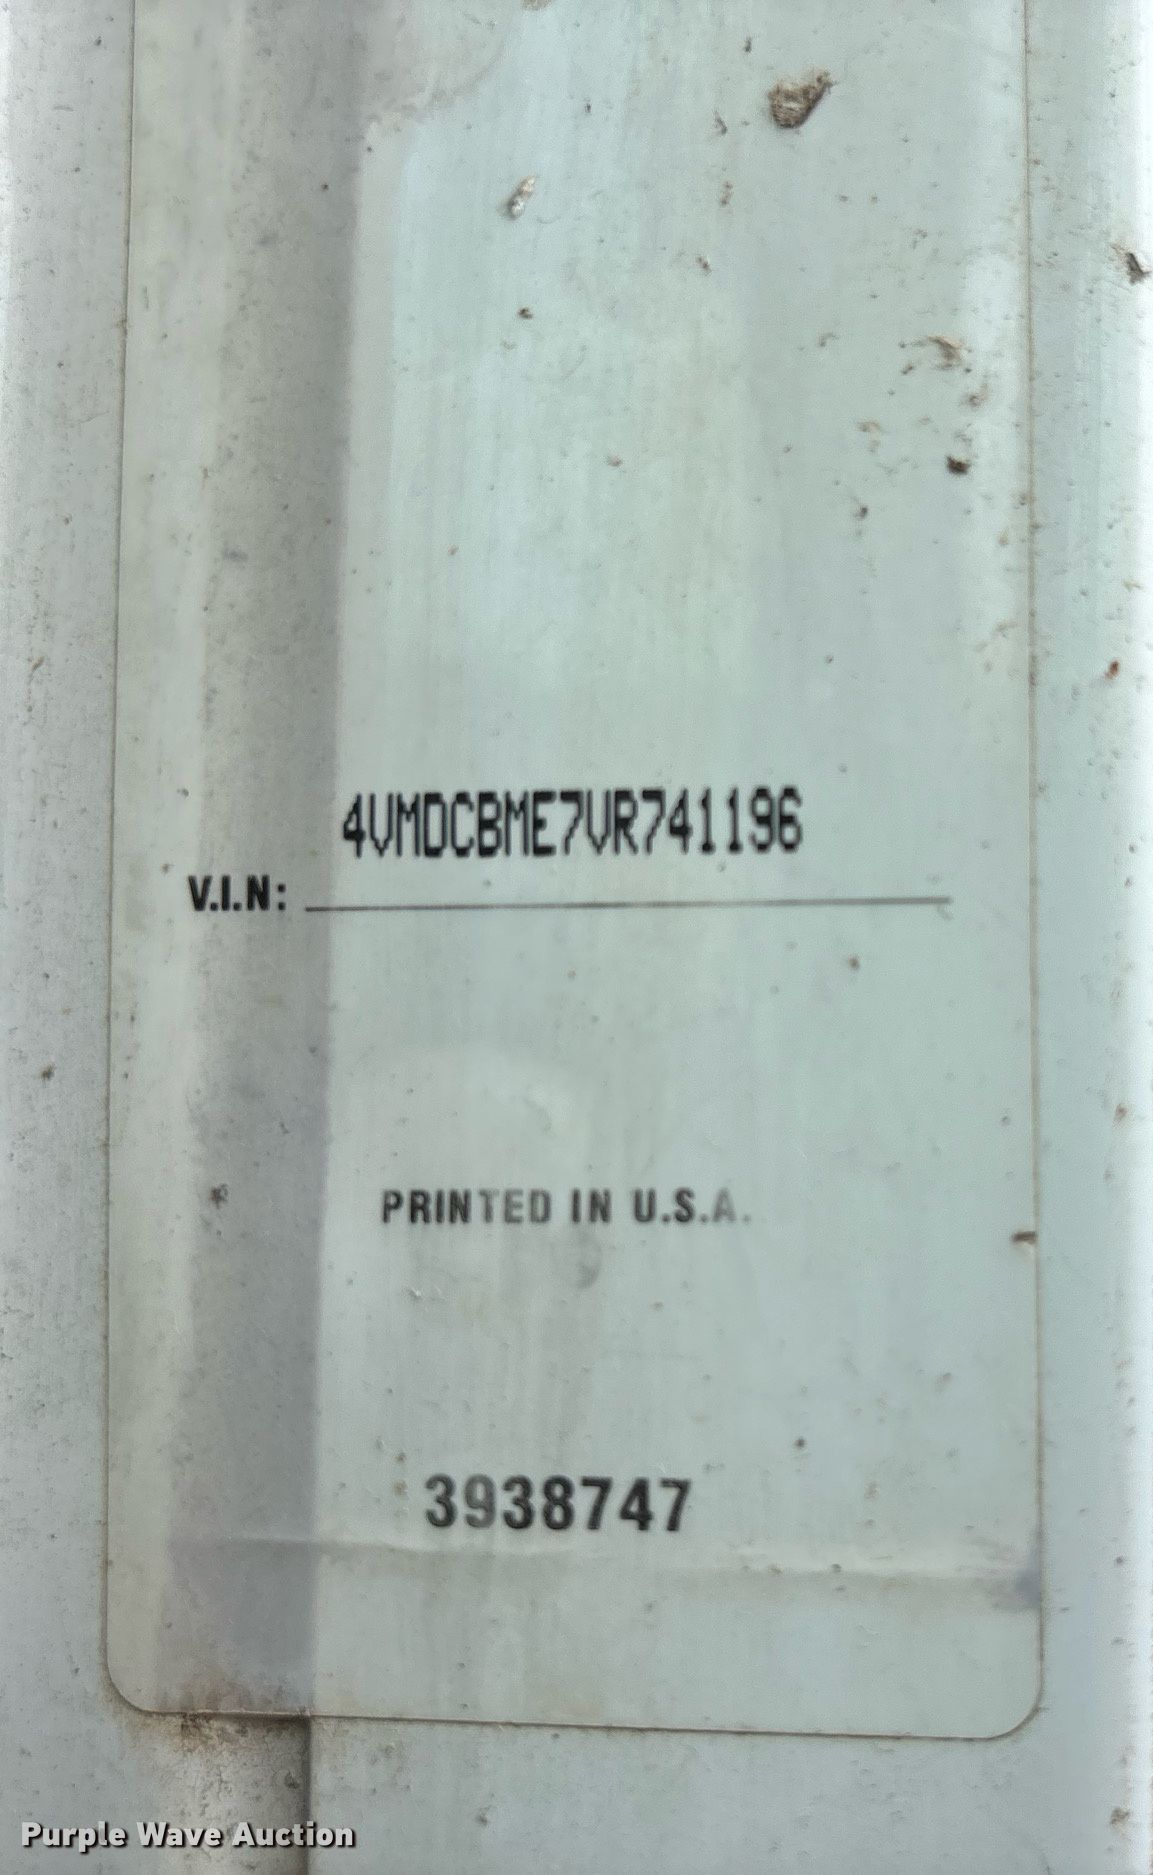 4VMDCBME7VR741196
V.I.N:
PRINTED IN U.S.A.
3938747
Purple Wave Auction